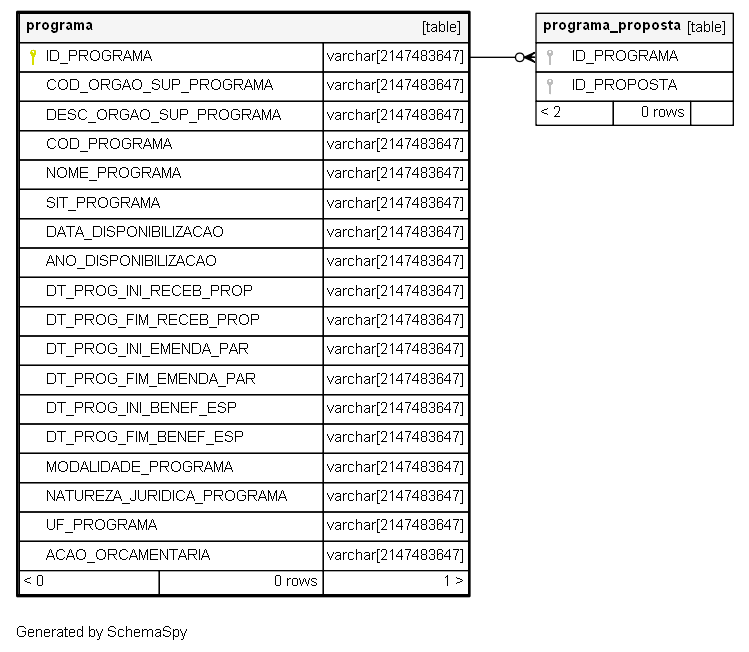 programa [table]
ID_PROGRAMA varchar[2147483647]
COD_ORGAO_SUP_PROGRAMA varchar[2147483647]
DESC_ORGAO_SUP_PROGRAMA varchar[2147483647]
COD_PROGRAMA varchar[2147483647]
NOME_PROGRAMA varchar[2147483647]
SIT_PROGRAMA varchar[2147483647]
DATA_DISPONIBILIZACAO varchar[2147483647]
ANO_DISPONIBILIZACAO varchar[2147483647]
DT_PROG_INI_RECEB_PROP varchar[2147483647]
DT_PROG_FIM_RECEB_PROP varchar[2147483647]
DT_PROG_INI_EMENDA_PAR varchar[2147483647]
DT_PROG_FIM_EMENDA_PAR varchar[2147483647]
DT_PROG_INI_BENEF_ESP varchar[2147483647]
DT_PROG_FIM_BENEF_ESP varchar[2147483647]
MODALIDADE_PROGRAMA varchar[2147483647]
NATUREZA_JURIDICA_PROGRAMA varchar[2147483647]
UF_PROGRAMA varchar[2147483647]
ACAO_ORCAMENTARIA varchar[2147483647]
< 0 0 rows 1 >
programa_proposta [table]
ID_PROGRAMA
ID_PROPOSTA
< 2 0 rows
Generated by SchemaSpy